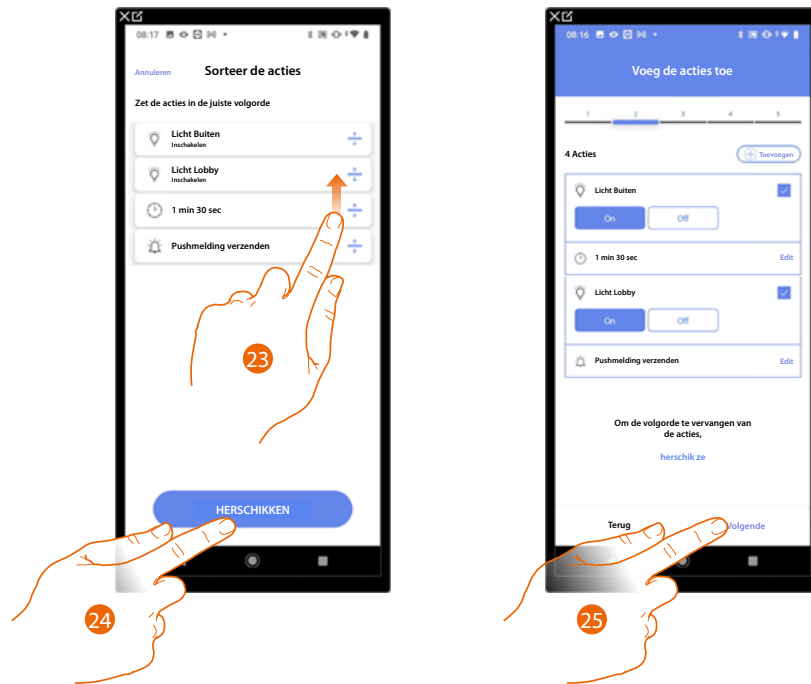 08:17
Annuleren Sorteer de acties
Zet de acties in de juiste volgorde
Licht Buiten
Inschakelen
Licht Lobby
Inschakelen
1 min 30 sec
Pushmelding verzenden
23
HERSCHIKKEN
24
08:16
Voeg de acties toe
1 2 3 4 5
4 Acties Toevoegen
Licht Buiten
On Off
1 min 30 sec Edit
Licht Lobby
On Off
Pushmelding verzenden Edit
Om de volgorde te vervangen van
de acties,
herschik ze
Terug Volgende
25